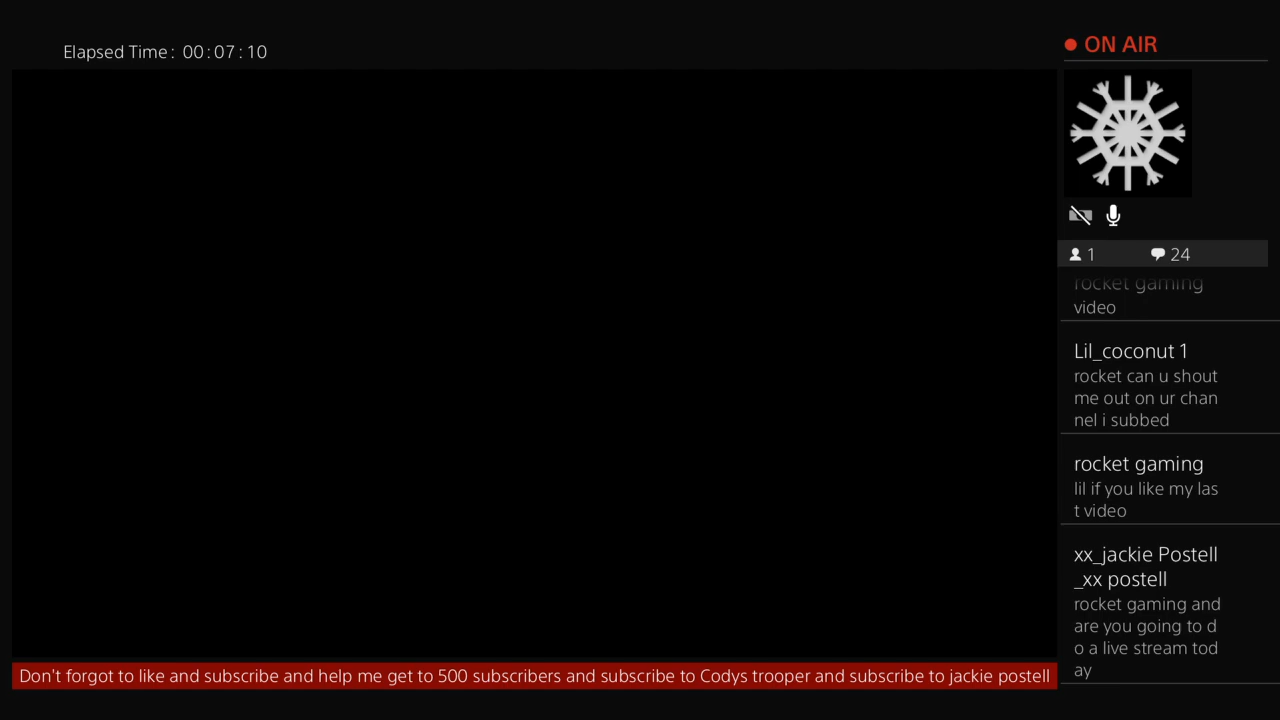 Elapsed Time: 00:07:10
ON AIR
1 24
rocket gaming
video
Lil_coconut 1
rocket can u shout
me out on ur chan
nel i subbed
rocket gaming
lil if you like my las
t video
xx_jackie Postell
_xx postell
rocket gaming and
are you going to d
o a live stream tod
ay
Don't forgot to like and subscribe and help me get to 500 subscribers and subscribe to Codys trooper and subscribe to jackie postell